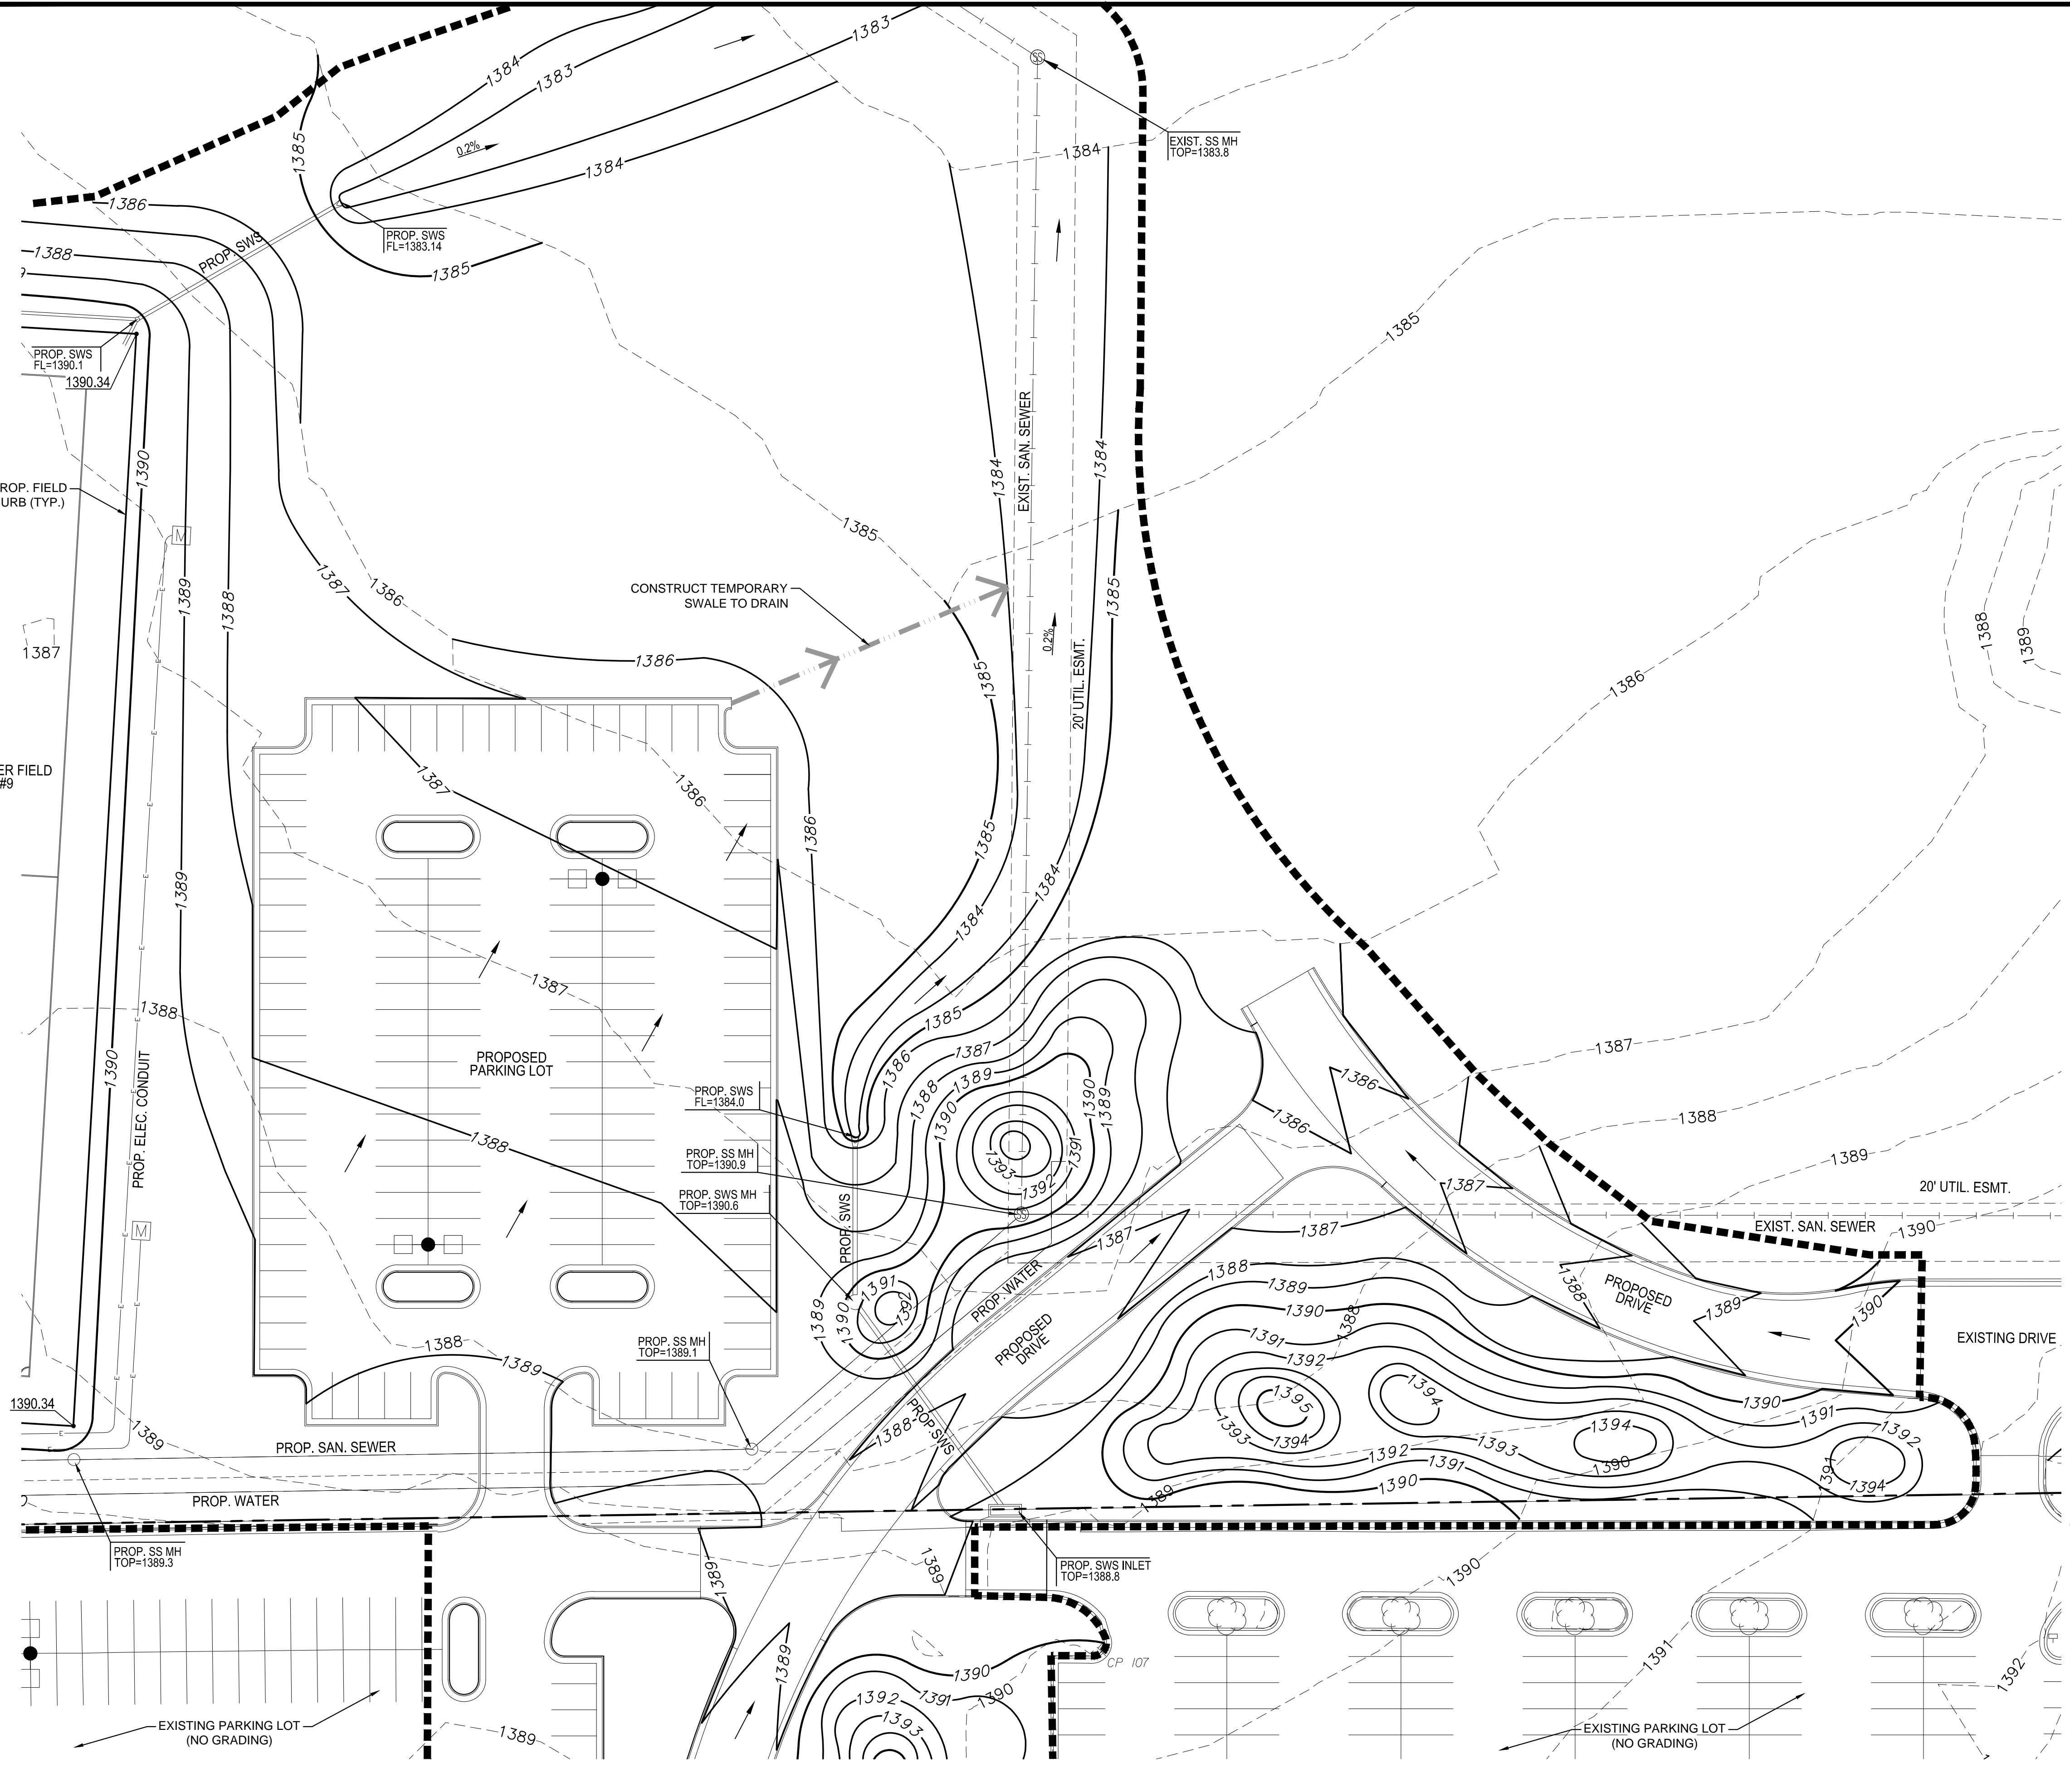 1383
1384
1383
EXIST. SS MH
TOP=1383.8
1384
1385
0.2%
1384
1386
PROP. SWS
FL=1383.14
PROP. SWS
1388
1385
1385
PROP. SWS
FL=1390.1
1390.34
1390
EXIST. SAN. SEWER
1384
1384
ROP. FIELD
URB (TYP.)
M
1385
1387
1386
1389
1388
CONSTRUCT TEMPORARY
SWALE TO DRAIN
1385
1388
1389
1387
1386
1385
0.2%
20' UTIL. ESMT.
1386
ER FIELD
#9
1387
1386
1386
1385
1389
1384
1384
1387
1388
1385
PROPOSED
PARKING LOT
1390
PROP. ELEC. CONDUIT
1387
1386
1387
1386
1388
1389
1390
1390
1389
PROP. SWS
FL=1384.0
1388
1386
1388
1390
1391
1389
PROP. SS MH
TOP=1390.9
1393
1392
1387
20' UTIL. ESMT.
PROP. SWS MH
TOP=1390.6
SS
EXIST. SAN. SEWER
1390
M
PROP. SWS
1387
1387
1388
PROP. WATER
1391
1392
1389
1388
PROPOSED
DRIVE
1389
1390
1389
1390
1390
1388
EXISTING DRIVE
PROPOSED
DRIVE
1391
PROP. SS MH
TOP=1389.1
1388
1389
1392
1395
1394
1390
1390.34
1389
PROP. SWS
1388
1393
1394
1393
1394
1391
1392
PROP. SAN. SEWER
1392
1391
1390
1390
1391
1394
1389
PROP. WATER
PROP. SS MH
TOP=1389.3
1389
1389
PROP. SWS INLET
TOP=1388.8
1390
1389
1390
CP 107
1391
1392
1392
1391
1390
1393
EXISTING PARKING LOT
(NO GRADING)
1389
EXISTING PARKING LOT
(NO GRADING)